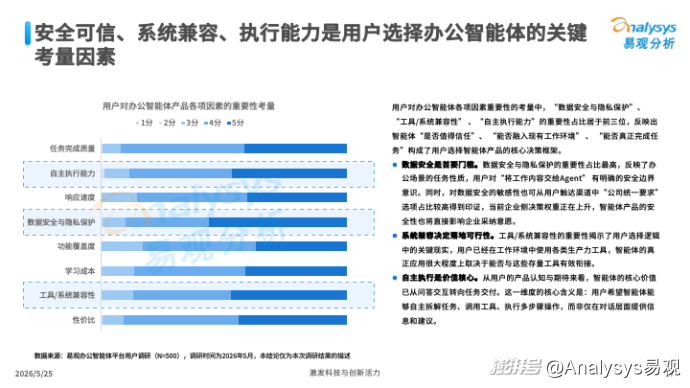 安全可信、系统兼容、执行能力是用户选择办公智能体的关键
考量因素
analysys
易观分析
用户对办公智能体产品各项因素的重要性考量
1分 2分 3分 4分 5分
任务完成质量
自主执行能力
响应速度
数据安全与隐私保护
功能覆盖度
学习成本
工具/系统兼容性
性价比
analysys
易观分析
用户对办公智能体各项因素重要性的考量中，“数据安全与隐私保护”、
“工具/系统兼容性”、“自主执行能力”的重要性占比居于前三位，反映出
智能体“是否值得信任”、“能否融入现有工作环境”、“能否真正完成任
务”构成了用户选择智能体产品的核心决策框架。
● 数据安全是首要门槛。数据安全与隐私保护的重要性占比最高，反映了办
公场景的任务性质，用户对“将工作内容交给Agent”有明确的安全边界
意识。同时，对数据安全的敏感性也可从用户触达渠道中“公司统一要求”
选项占比较高得到印证，当前企业侧决策权重正在上升，智能体产品的安
全性也将直接影响企业采纳意愿。
● 系统兼容决定落地可行性。工具/系统兼容性的重要性揭示了用户选择逻辑
中的关键现实，用户已经在工作环境中使用各类生产力工具，智能体的真
正应用很大程度上取决于能否与这些存量工具有效衔接。
● 自主执行是价值核心。从用户的产品认知与期待来看，智能体的核心价值
已从问答交互转向任务交付。这一维度的核心含义是：用户希望智能体能
够自主拆解任务、调用工具、执行多步骤操作，而非仅在对话层面提供信
息和建议。
数据来源：易观办公智能体平台用户调研（N=500），调研时间为2026年5月，本结论仅为本次调研结果的描述
2026/5/25
激发科技与创新活力
澎湃号 @Analysys易观